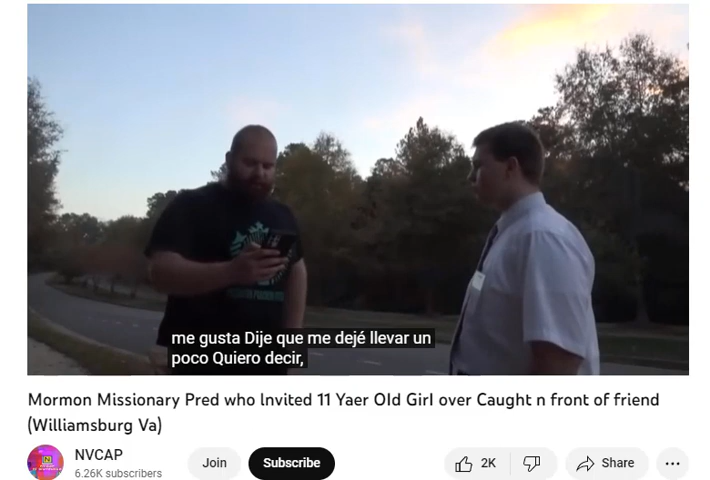 me gusta Dije que me dejé llevar un
poco Quiero decir,
Mormon Missionary Pred who lnvited 11 Yaer Old Girl over Caught n front of friend
(Williamsburg Va)
NVCAP
6.26K subscribers
Join
Subscribe
2K
Share